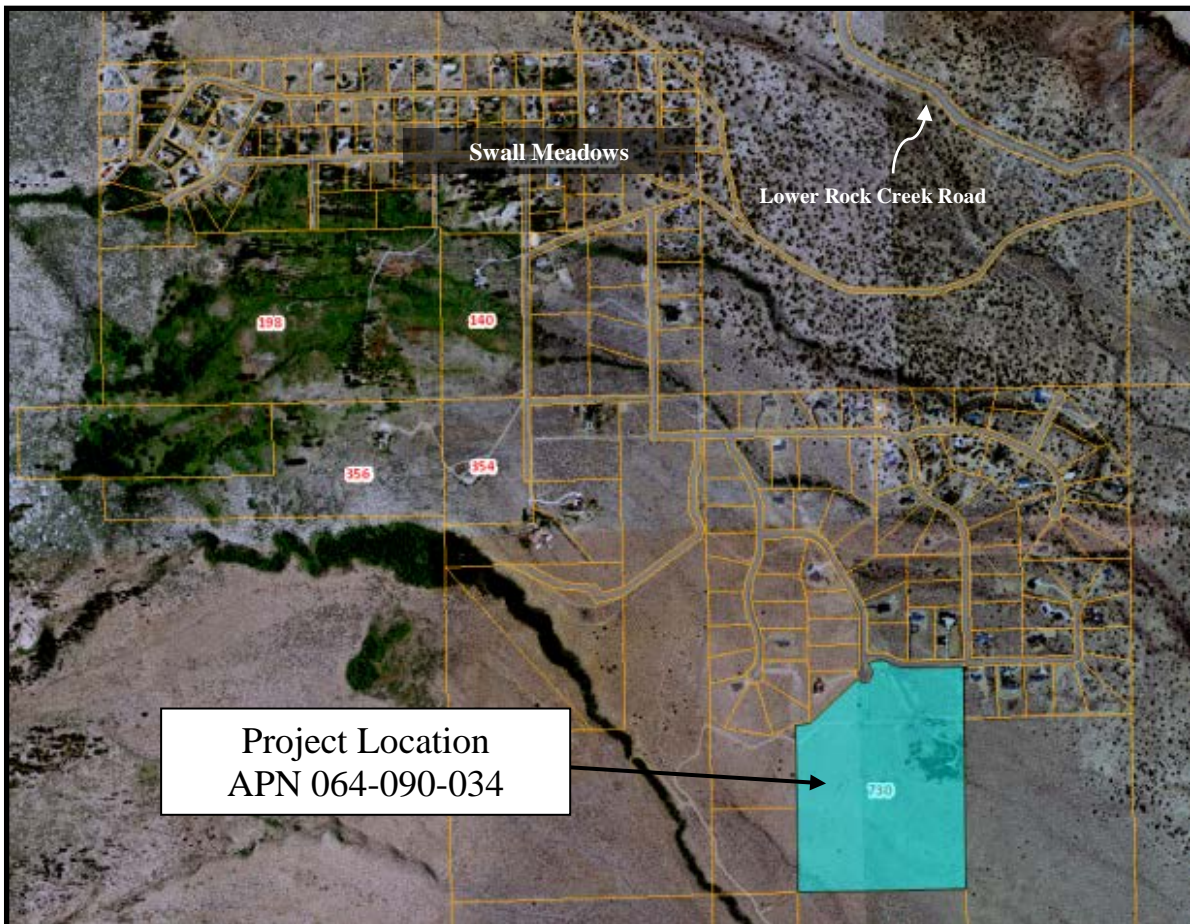 Swall Meadows
Lower Rock Creek Road
198
140
356
354
Project Location
APN 064-090-034
730